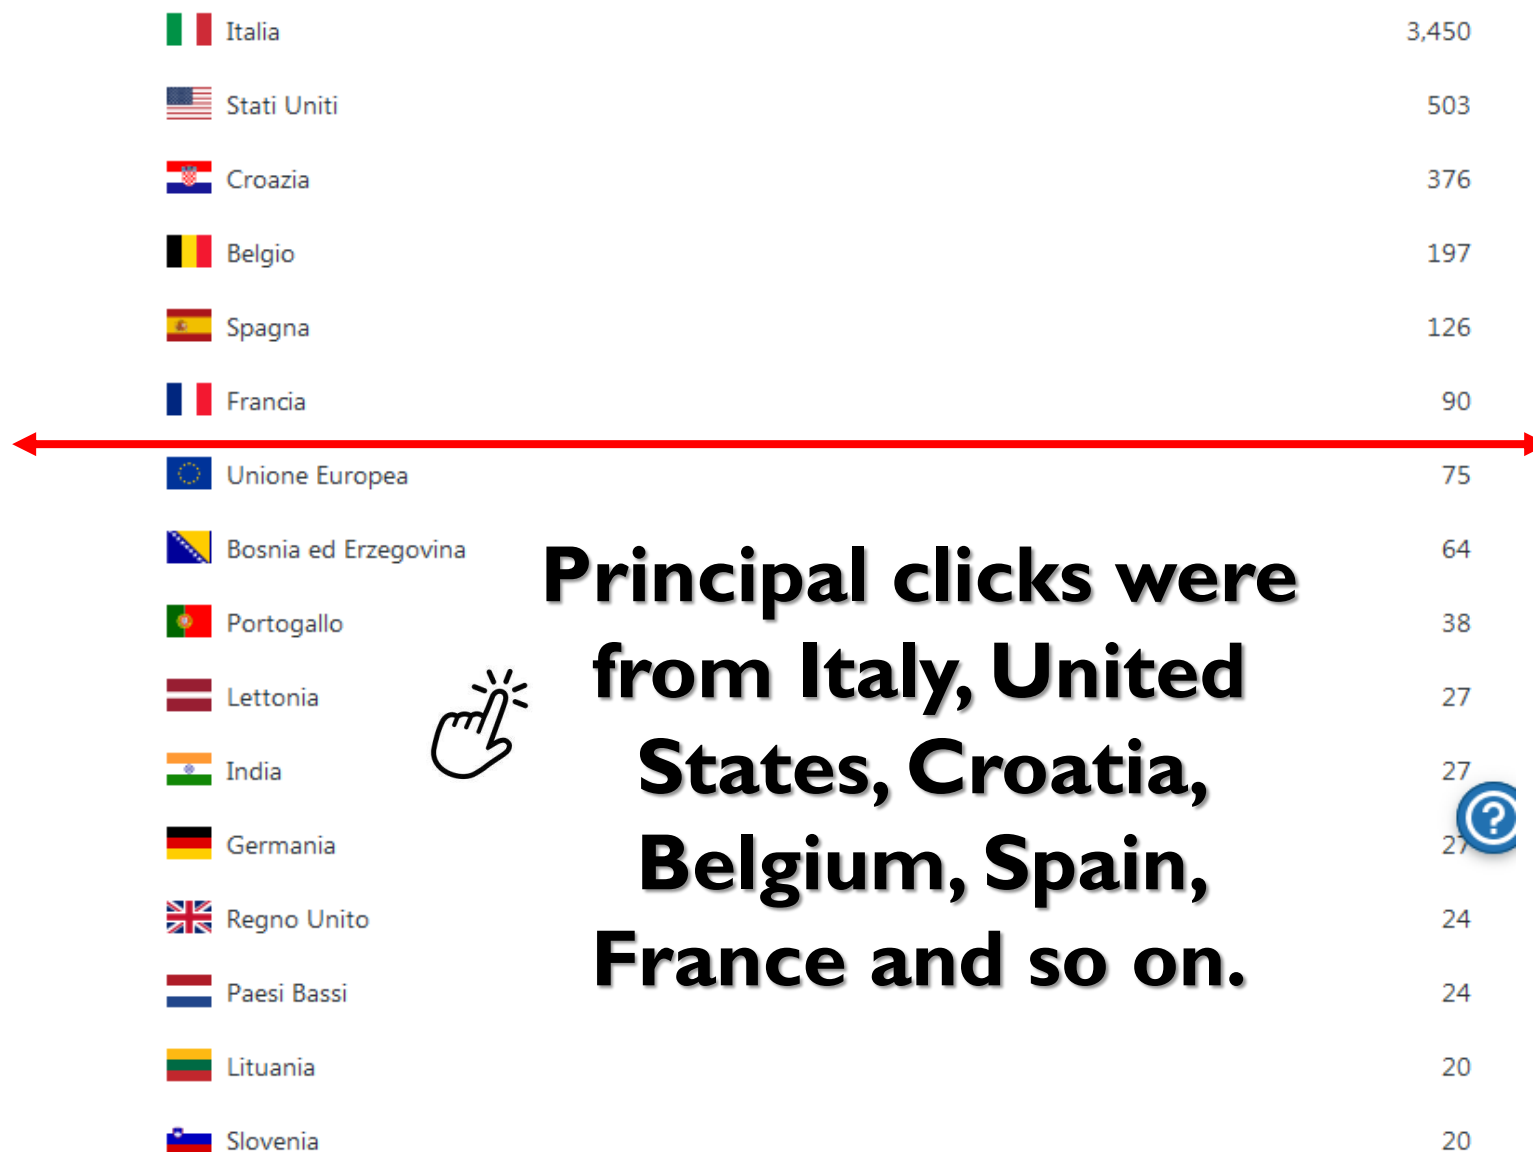 Italia 3,450
Stati Uniti 503
Croazia 376
Belgio 197
Spagna 126
Francia 90
Unione Europea 75
Bosnia ed Erzegovina 64
Portogallo 38
Lettonia 27
India 27
Germania 27
Regno Unito 24
Paesi Bassi 24
Lituania 20
Slovenia 20
Principal clicks were
from Italy, United
States, Croatia,
Belgium, Spain,
France and so on.
?